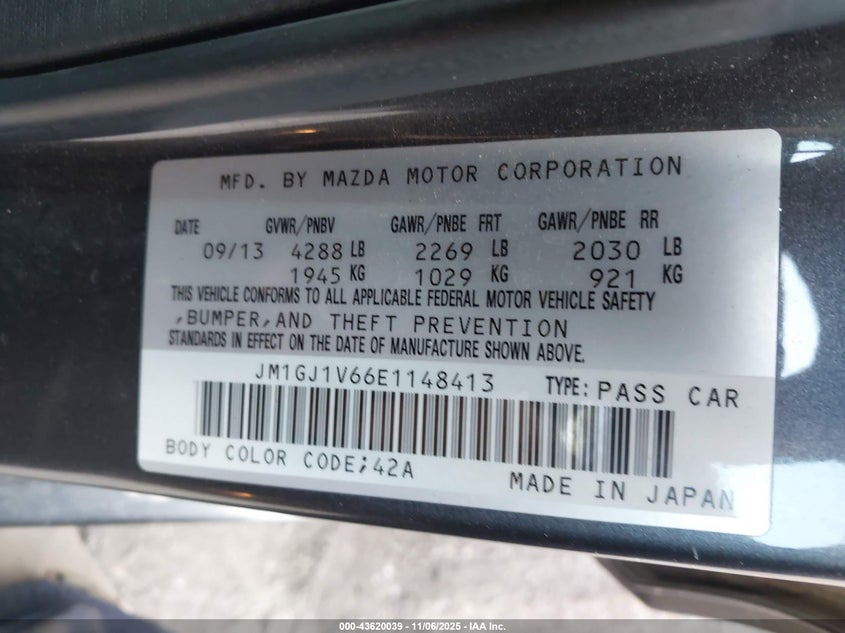 MFD. BY MAZDA MOTOR CORPORATION
DATE GVWR/PNBV GAWR/PNBE FRT GAWR/PNBE RR
09/13 4288 LB 2269 LB 2030 LB
1945 KG 1029 KG 921 KG
THIS VEHICLE CONFORMS TO ALL APPLICABLE FEDERAL MOTOR VEHICLE SAFETY
,BUMPER,AND THEFT PREVENTION
STANDARDS IN EFFECT ON THE DATE OF MANUFACTURE SHOWN ABOVE.
JM1GJ1V66E1148413 TYPE: PASS CAR
BODY COLOR CODE;42A
MADE IN JAPAN
000-43620039 - 11/06/2025 - IAA Inc.